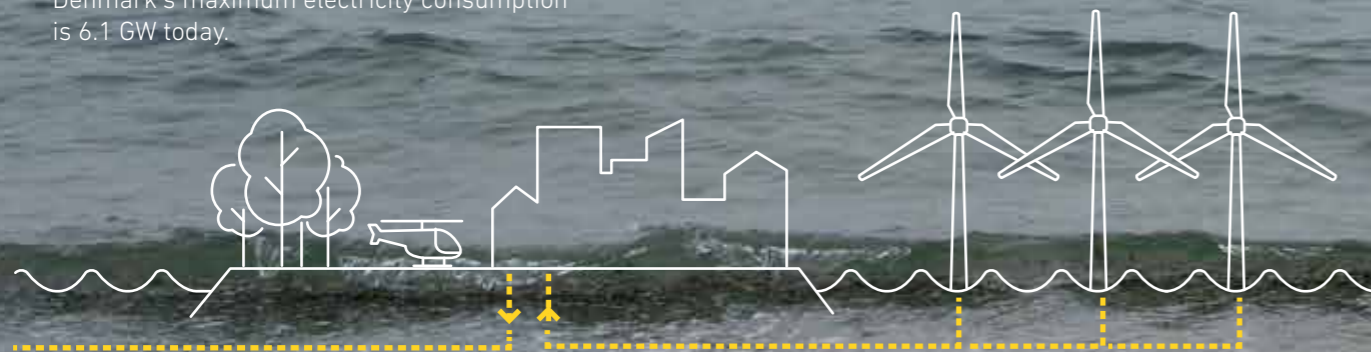 Denmark's maximum electricity consumption
is 6.1 GW today.